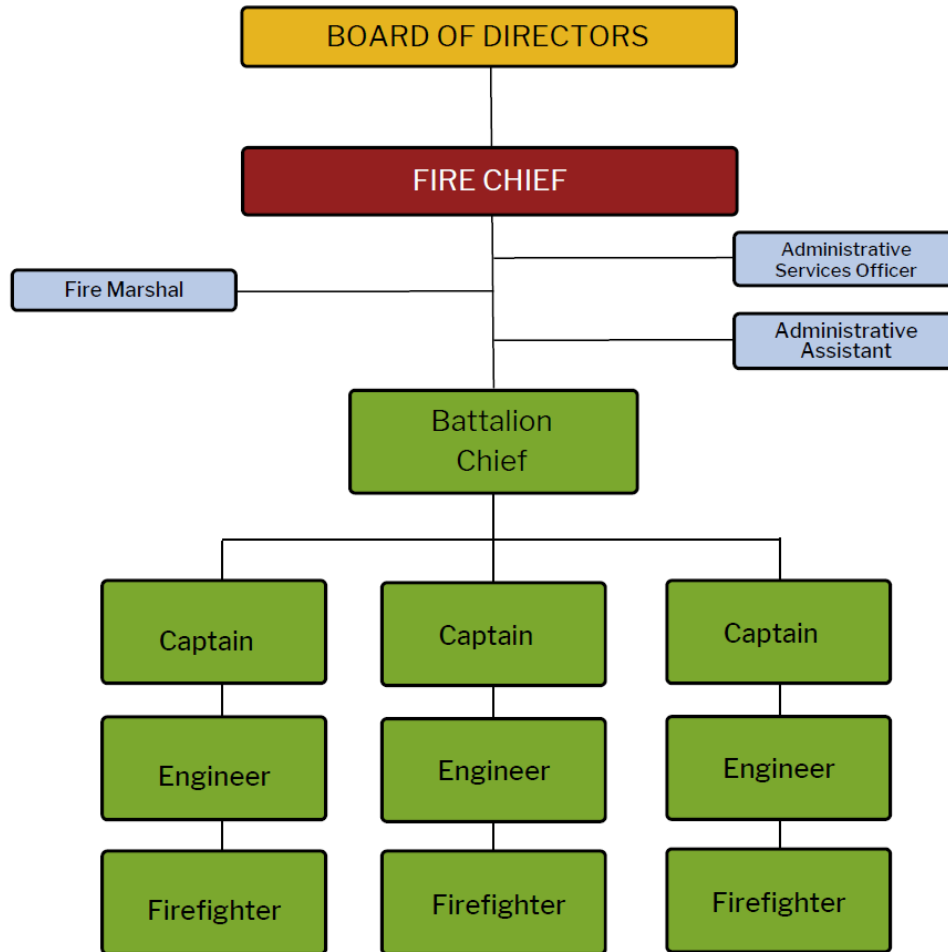 BOARD OF DIRECTORS
FIRE CHIEF
Administrative
Services Officer
Fire Marshal
Administrative
Assistant
Battalion
Chief
Captain
Captain
Captain
Engineer
Engineer
Engineer
Firefighter
Firefighter
Firefighter